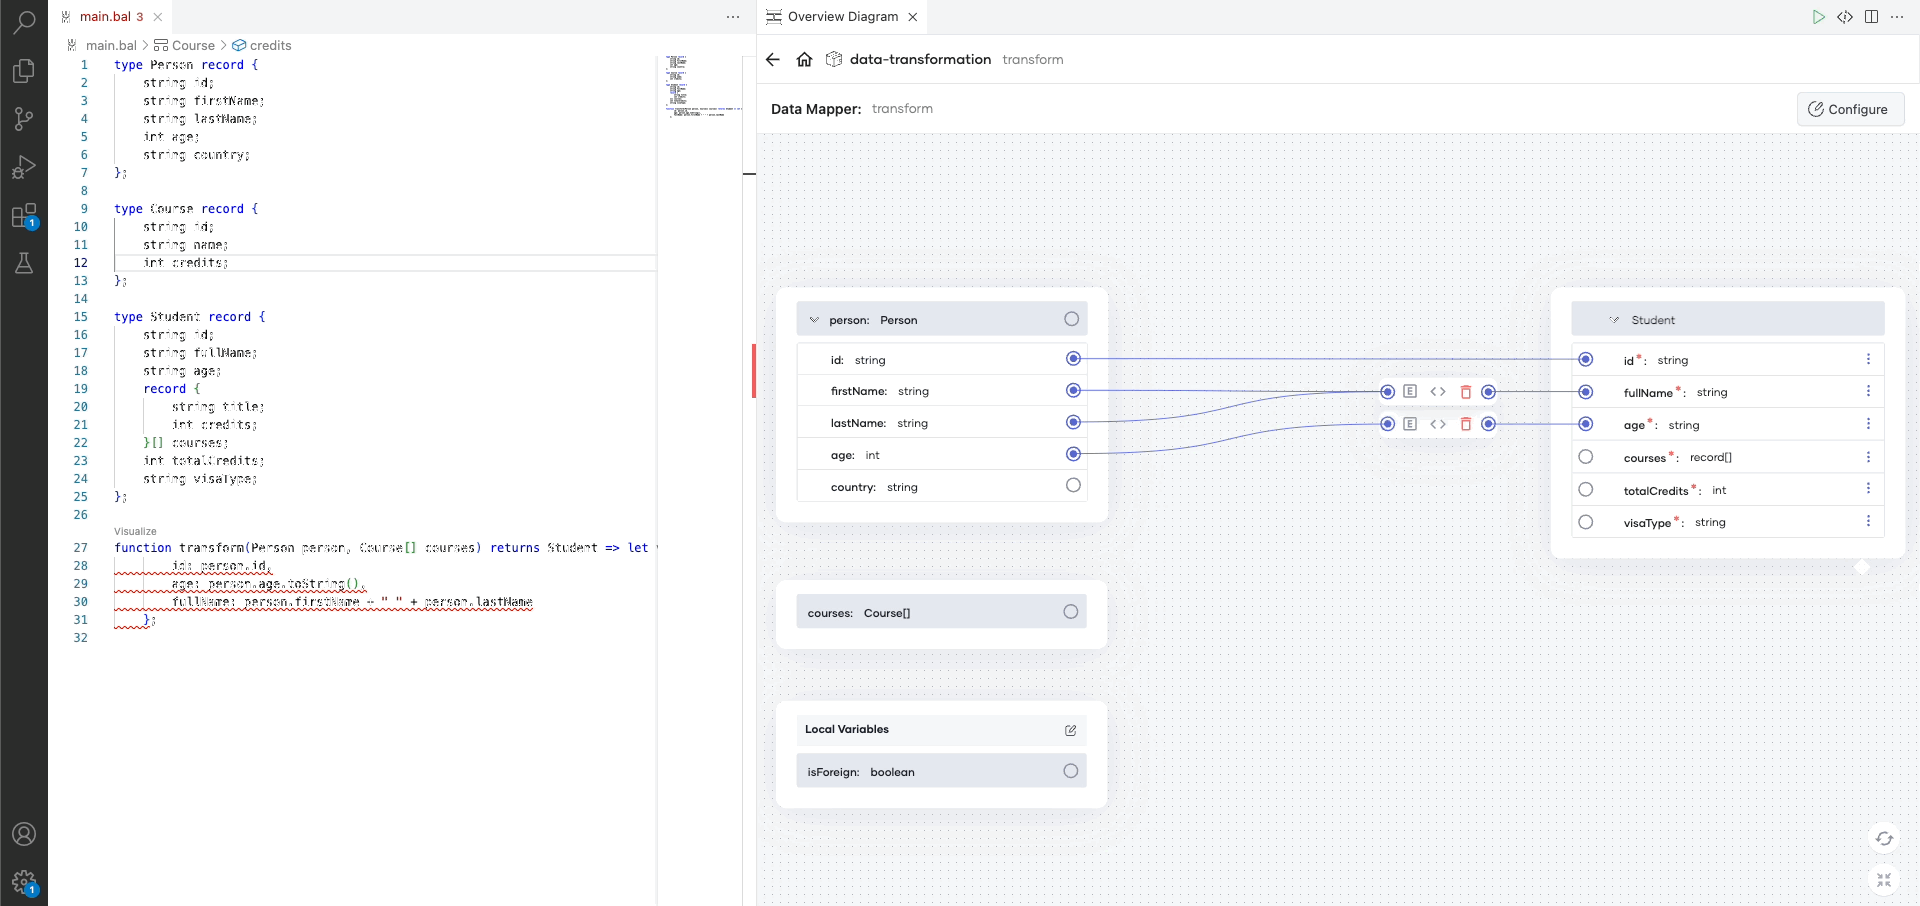 main.bal 3
main.bal > Course > credits
1 type Person record {
2 string id;
3 string firstName;
4 string lastName;
5 int age;
6 string country;
7 };
8
9 type Course record {
10 string id;
11 string name;
12 int credits;
13 };
14
15 type Student record {
16 string id;
17 string fullName;
18 string age;
19 record {
20 string title;
21 int credits;
22 }[] courses;
23 int totalCredits;
24 string visaType;
25 };
26
Visualize
27 function transform(Person person, Course[] courses) returns Student => let
28 id: person.id,
29 age: person.age.toString(),
30 fullName: person.firstName + " " + person.lastName
31 };
32
1
1
Overview Diagram
data-transformation transform
Data Mapper: transform
Configure
person: Person
id: string
firstName: string
lastName: string
age: int
country: string
courses: Course[]
Local Variables
isForeign: boolean
E
E
Student
id*: string
fullName*: string
age*: string
courses*: record[]
totalCredits*: int
visaType*: string